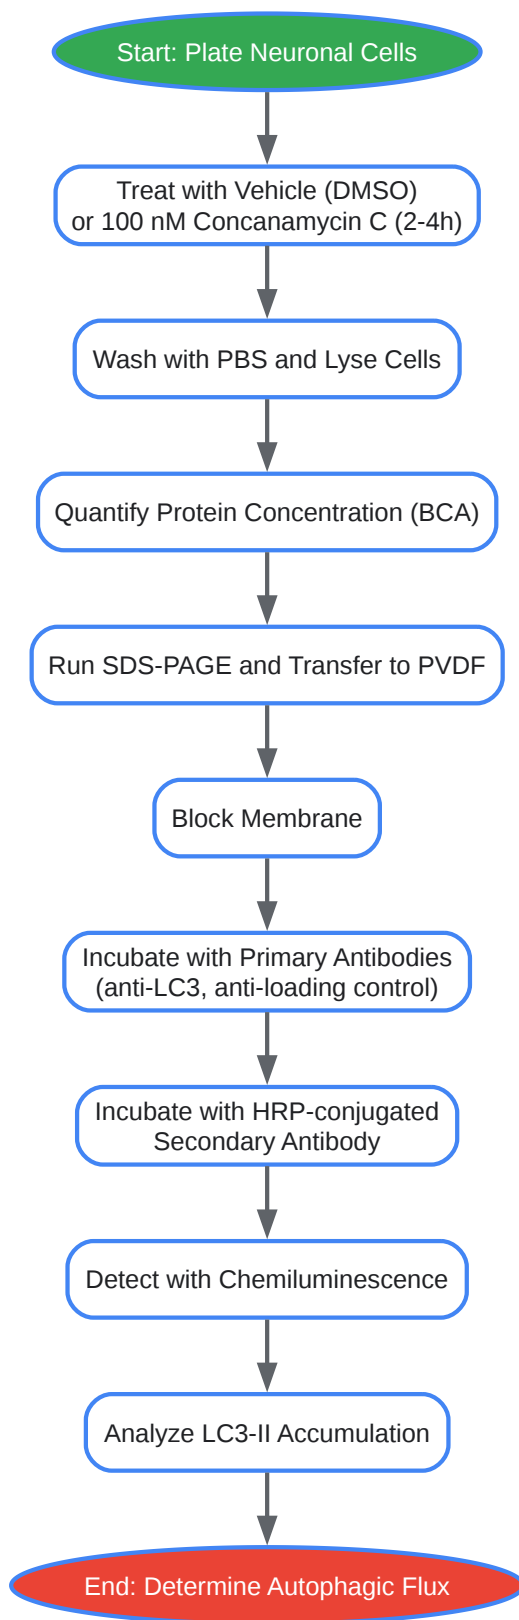 Start: Plate Neuronal Cells
Treat with Vehicle (DMSO)
or 100 nM Concanamycin C (2-4h)
Wash with PBS and Lyse Cells
Quantify Protein Concentration (BCA)
Run SDS-PAGE and Transfer to PVDF
Block Membrane
Incubate with Primary Antibodies
(anti-LC3, anti-loading control)
Incubate with HRP-conjugated
Secondary Antibody
Detect with Chemiluminescence
Analyze LC3-II Accumulation
End: Determine Autophagic Flux